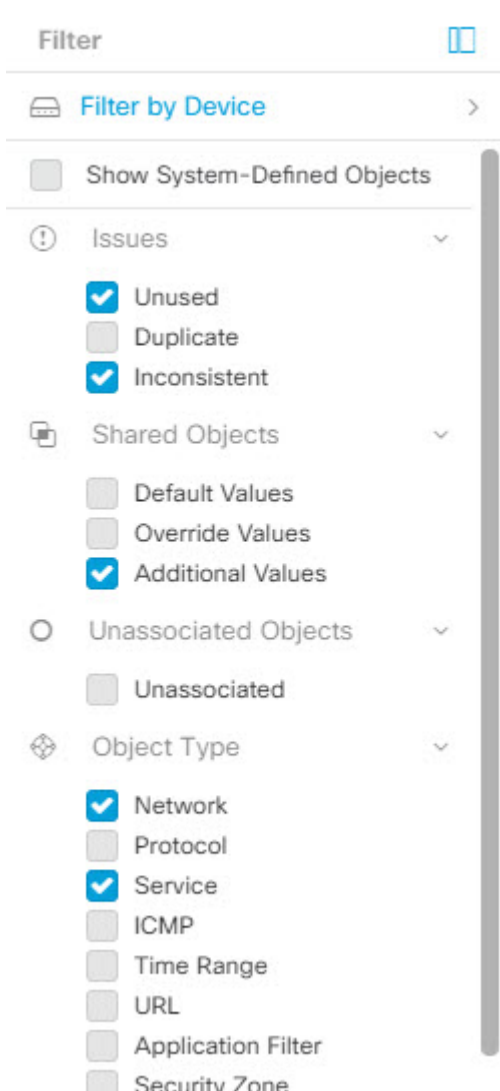 Filter
Filter by Device
Show System-Defined Objects
Issues
Unused
Duplicate
Inconsistent
Shared Objects
Default Values
Override Values
Additional Values
Unassociated Objects
Unassociated
Object Type
Network
Protocol
Service
ICMP
Time Range
URL
Application Filter
Security Zone